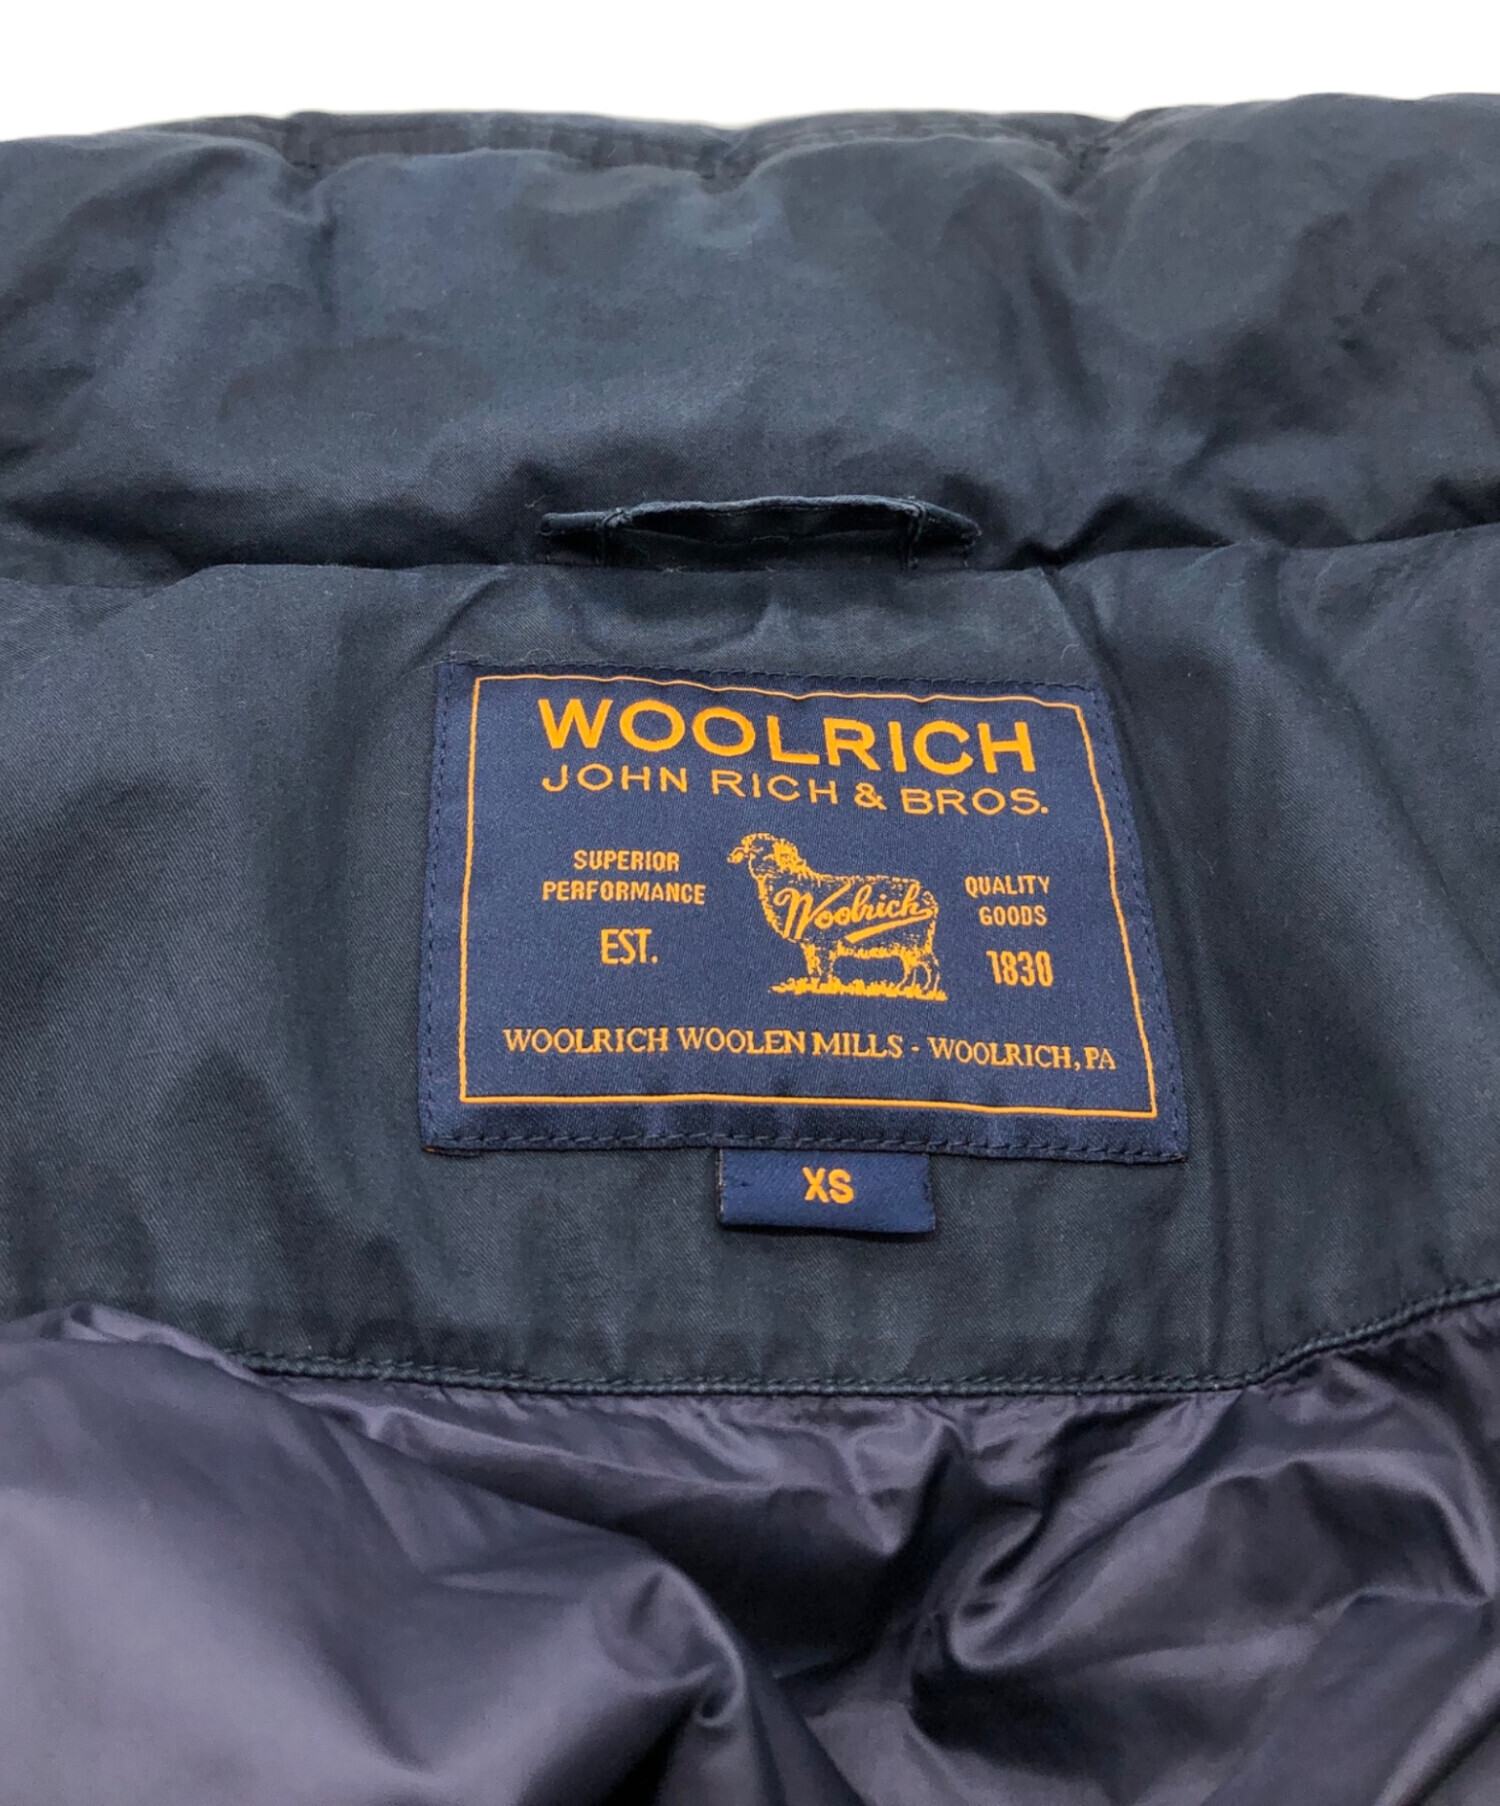 WOOLRICH
JOHN RICH & BROS.
SUPERIOR
PERFORMANCE
EST.
Woolrich
QUALITY
GOODS
1830
WOOLRICH WOOLEN MILLS - WOOLRICH, PA
XS